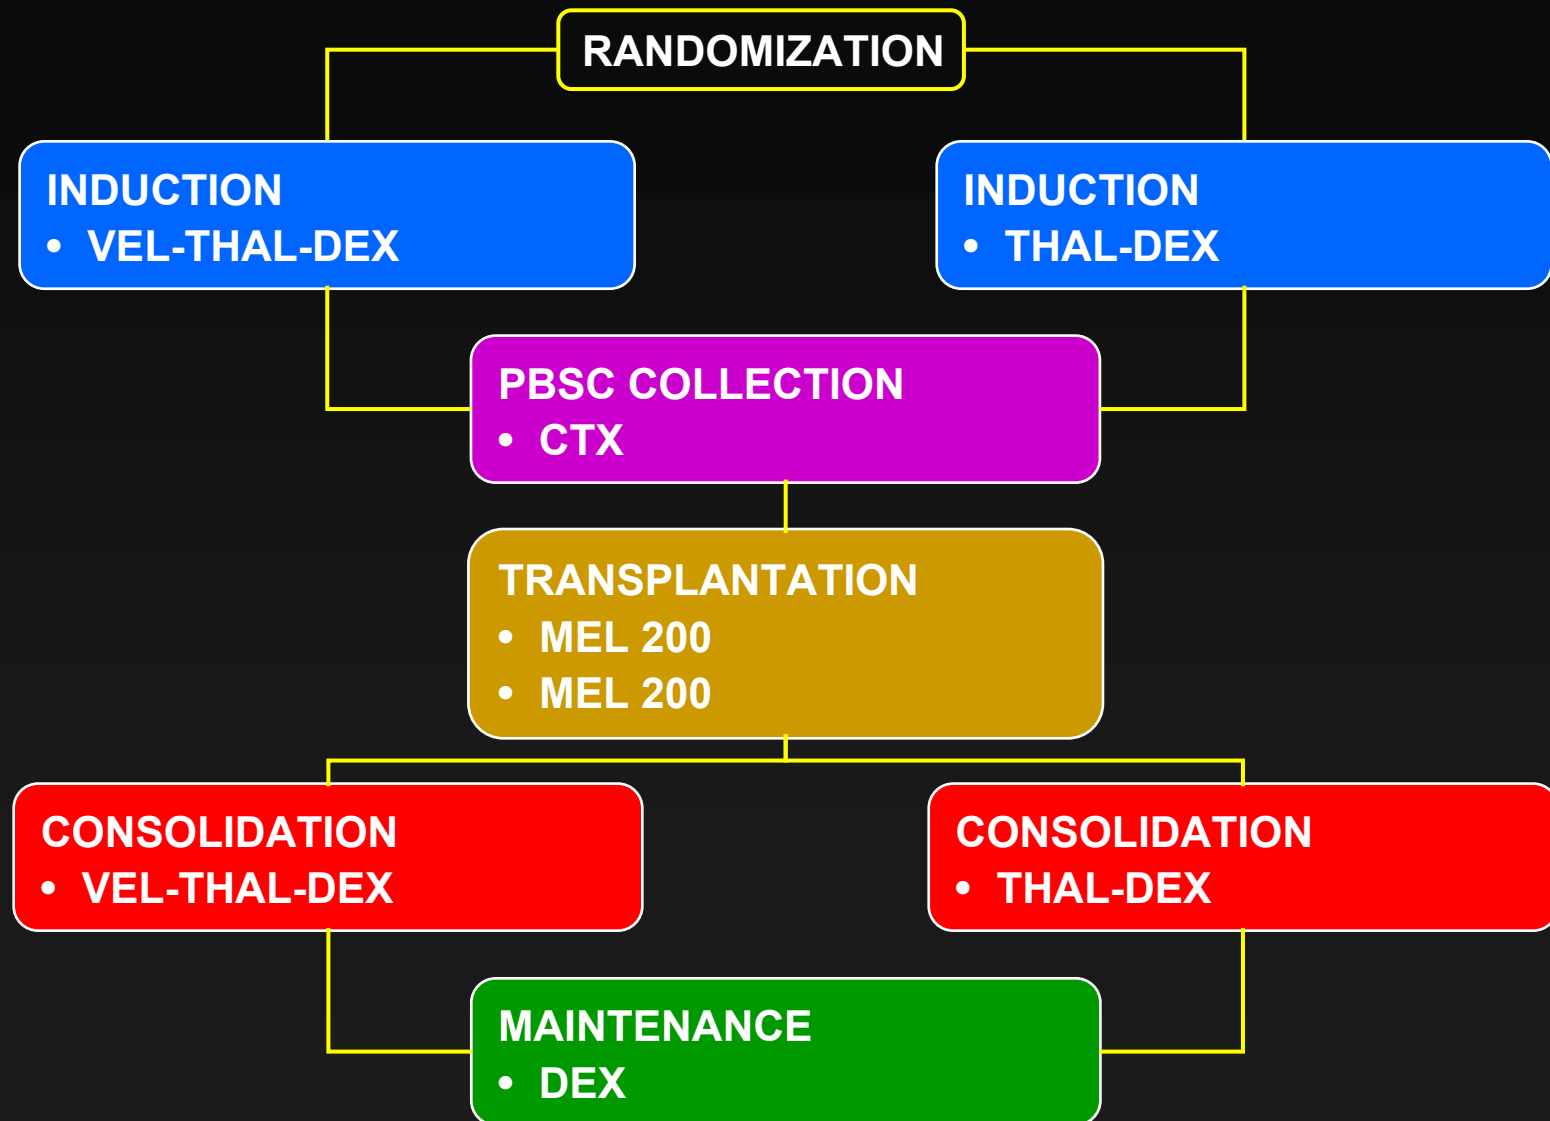 RANDOMIZATION
INDUCTION
• VEL-THAL-DEX
INDUCTION
• THAL-DEX
PBSC COLLECTION
• CTX
TRANSPLANTATION
• MEL 200
• MEL 200
CONSOLIDATION
• VEL-THAL-DEX
CONSOLIDATION
• THAL-DEX
MAINTENANCE
• DEX